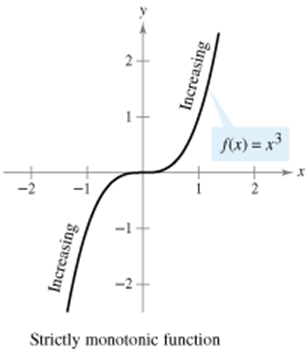 y
2
Increasing
1
f(x) = x³
-2
-1
1
2
x
-1
Increasing
-2
Strictly monotonic function